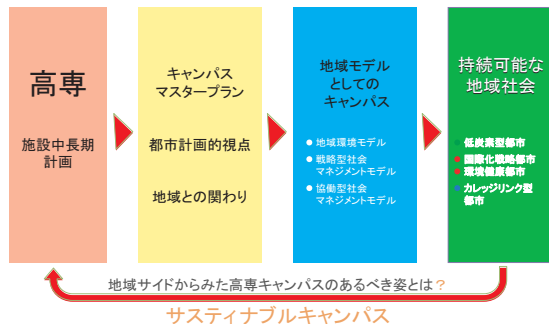 高専
施設中長期
計画
キャンパス
マスタープラン
都市計画的視点
地域との関わり
地域モデル
としての
キャンパス
● 地域環境モデル
● 戦略型社会
マネジメントモデル
● 協働型社会
マネジメントモデル
持続可能な
地域社会
● 低炭素型都市
● 国際化戦略都市
● 環境健康都市
● カレッジリンク型
都市
地域サイドからみた高専キャンパスのあるべき姿とは？
サスティナブルキャンパス